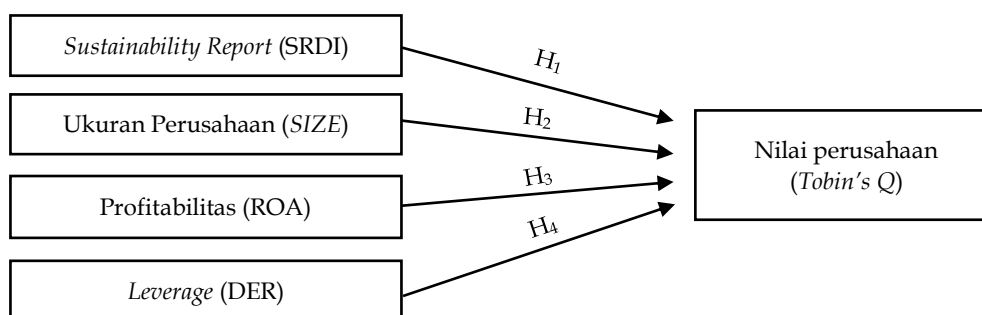 Sustainability Report (SRDI)
H1
Ukuran Perusahaan (SIZE)
H2
Nilai perusahaan
(Tobin's Q)
Profitabilitas (ROA)
H3
H4
Leverage (DER)